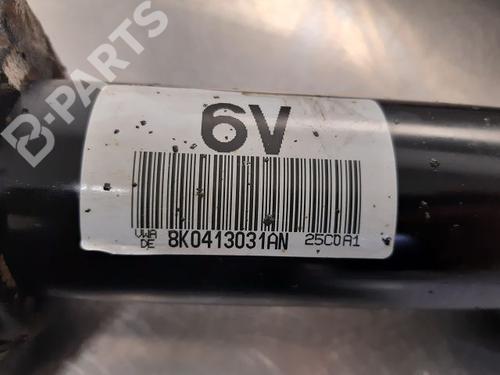 B-PARTS
6V
VWA
DE 8K0413031AN 25C0A1